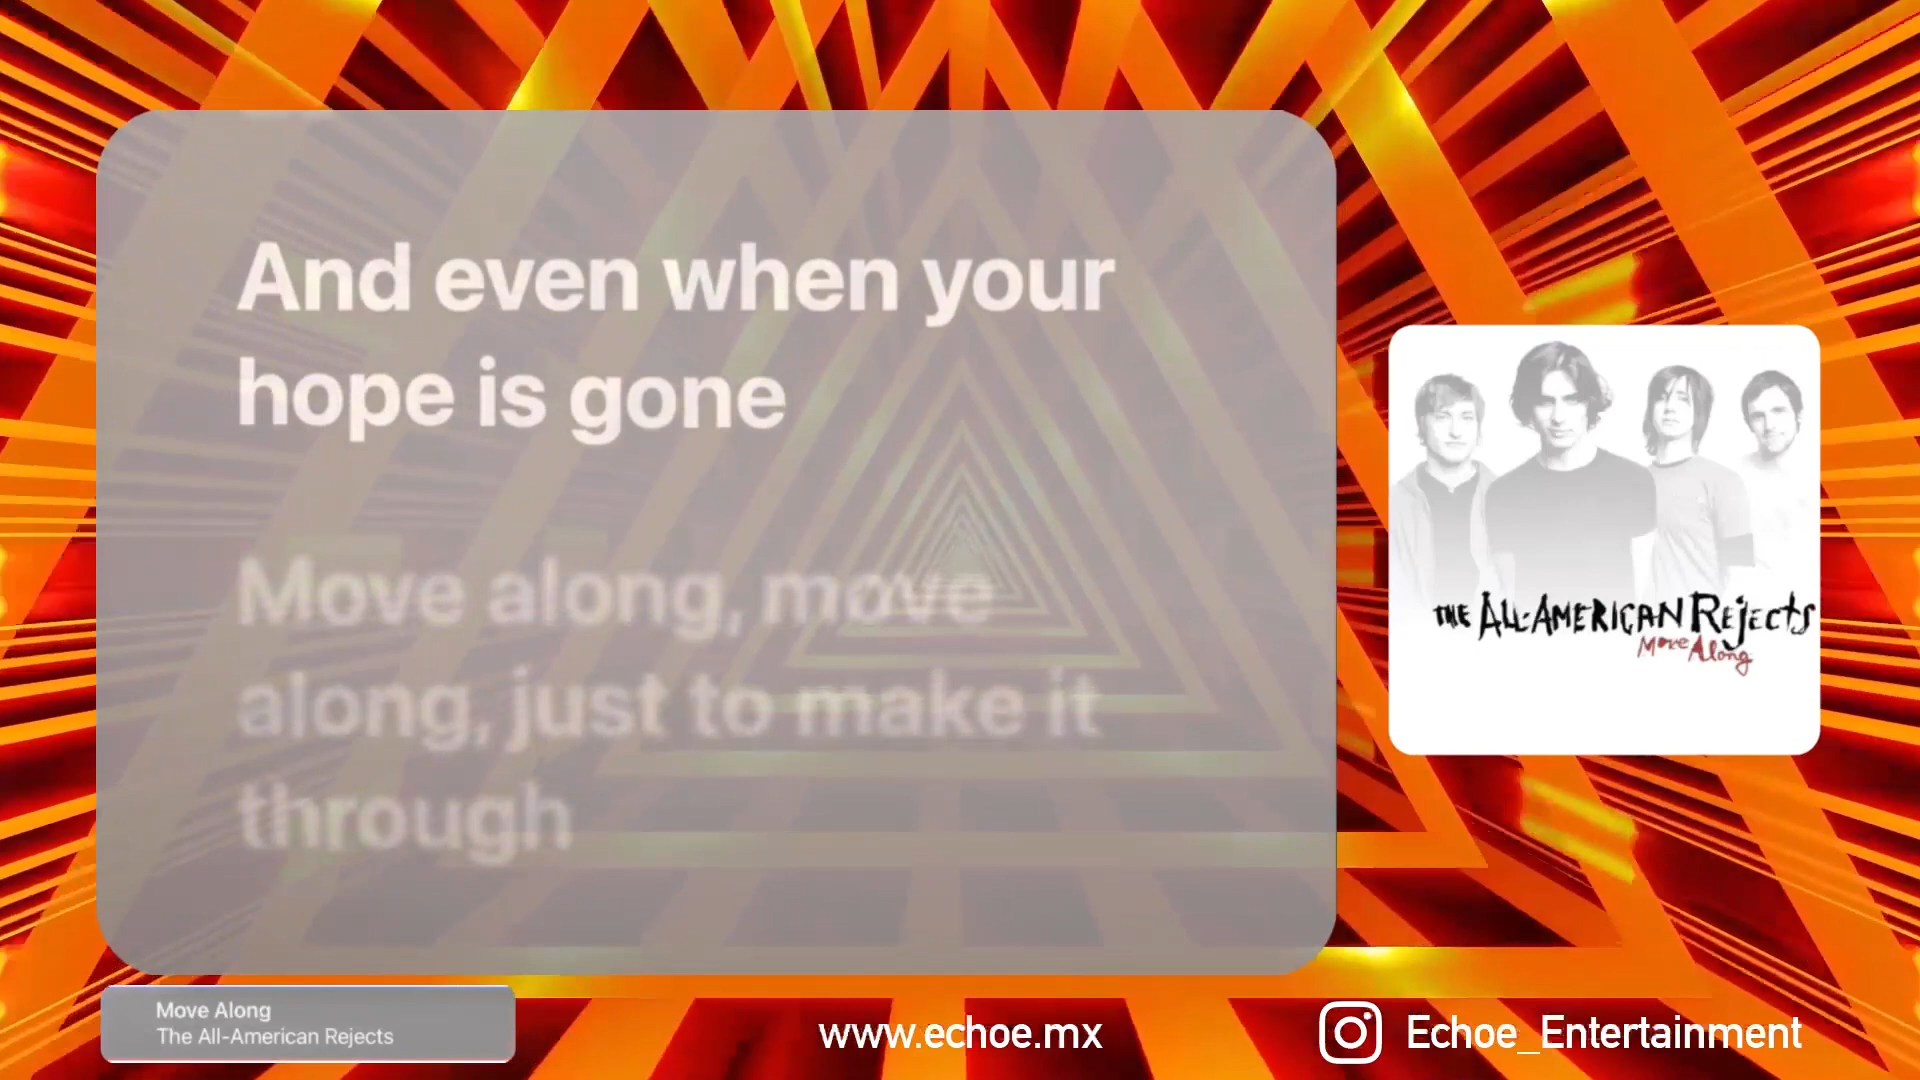 And even when your
hope is gone
Move along, move
along, just to make it
through
THE ALL-AMERICAN REJECTS
Move Along
Move Along
The All-American Rejects
www.echoe.mx
Echoe_Entertainment